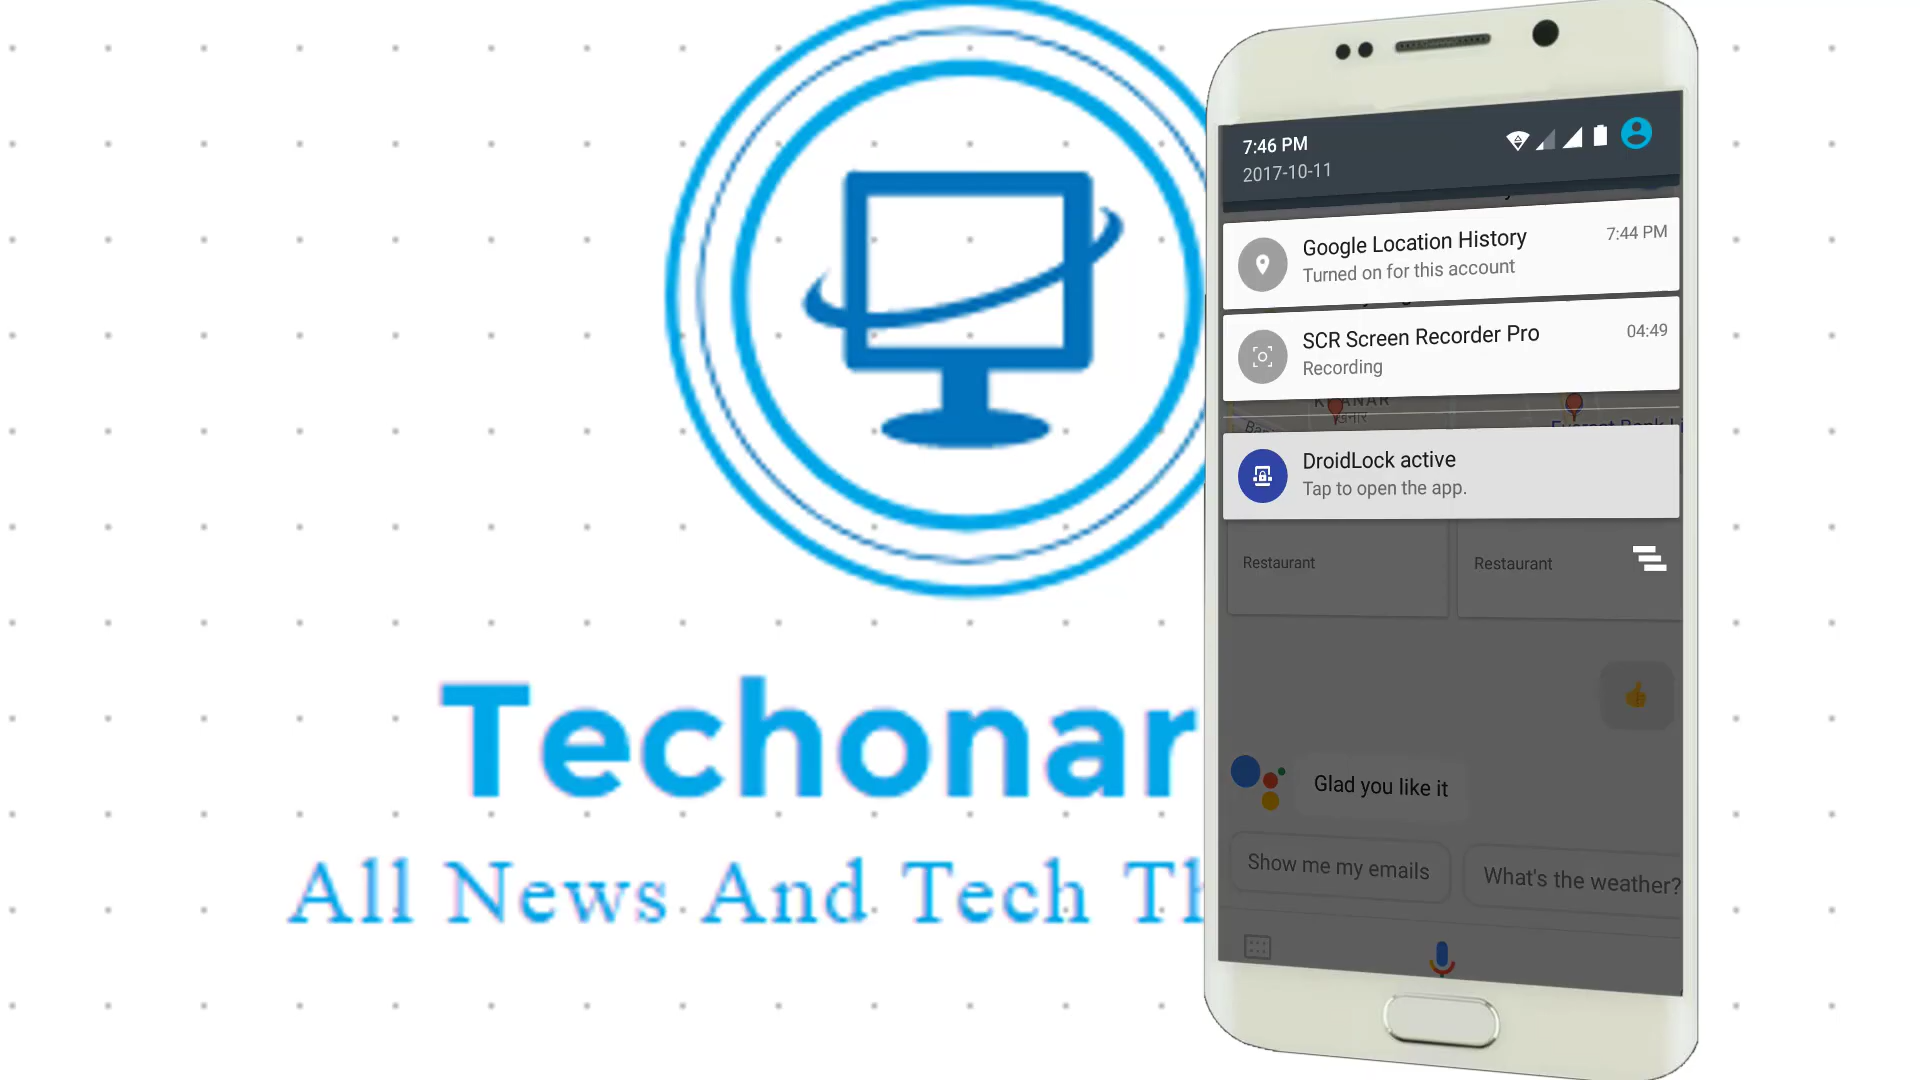 Techonar
All News And Tech Th
7:46 PM
2017-10-11
Google Location History
7:44 PM
Turned on for this account
SCR Screen Recorder Pro
04:49
Recording
DroidLock active
Tap to open the app.
Restaurant
Restaurant
👍
Glad you like it
Show me my emails
What's the weather?